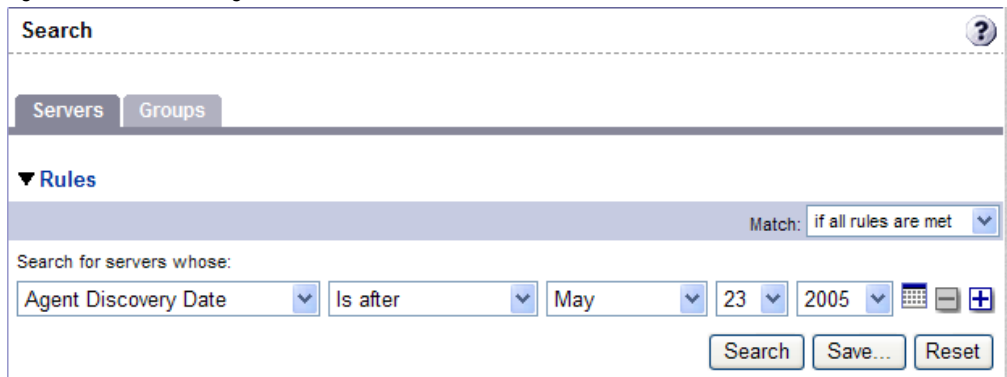 Search
?
Servers Groups
Rules
Match: if all rules are met
Search for servers whose:
Agent Discovery Date Is after May 23 2005
Search Save... Reset